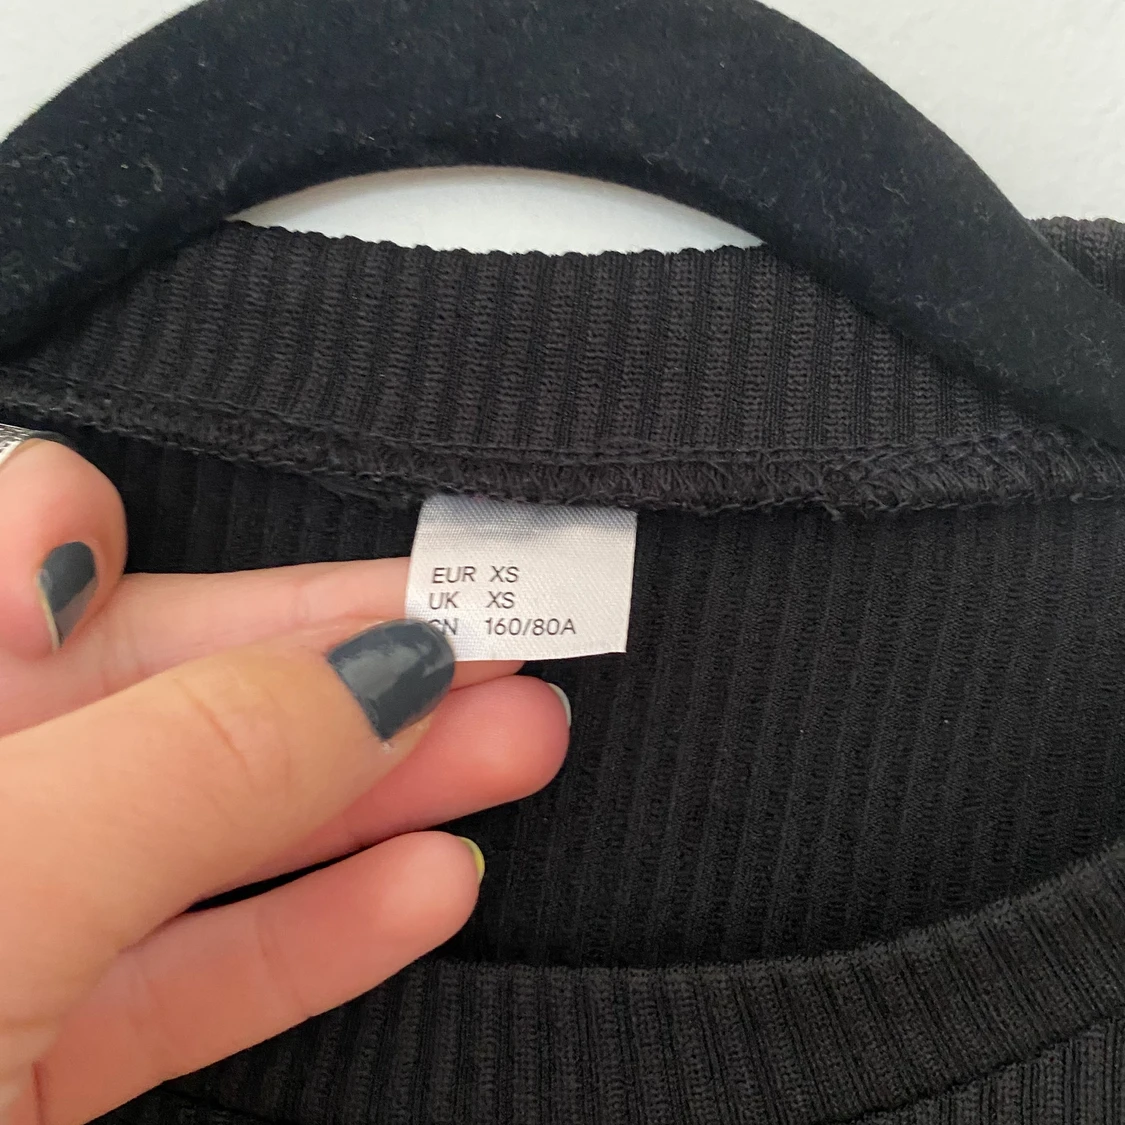 EUR XS
UK XS
CN 160/80A